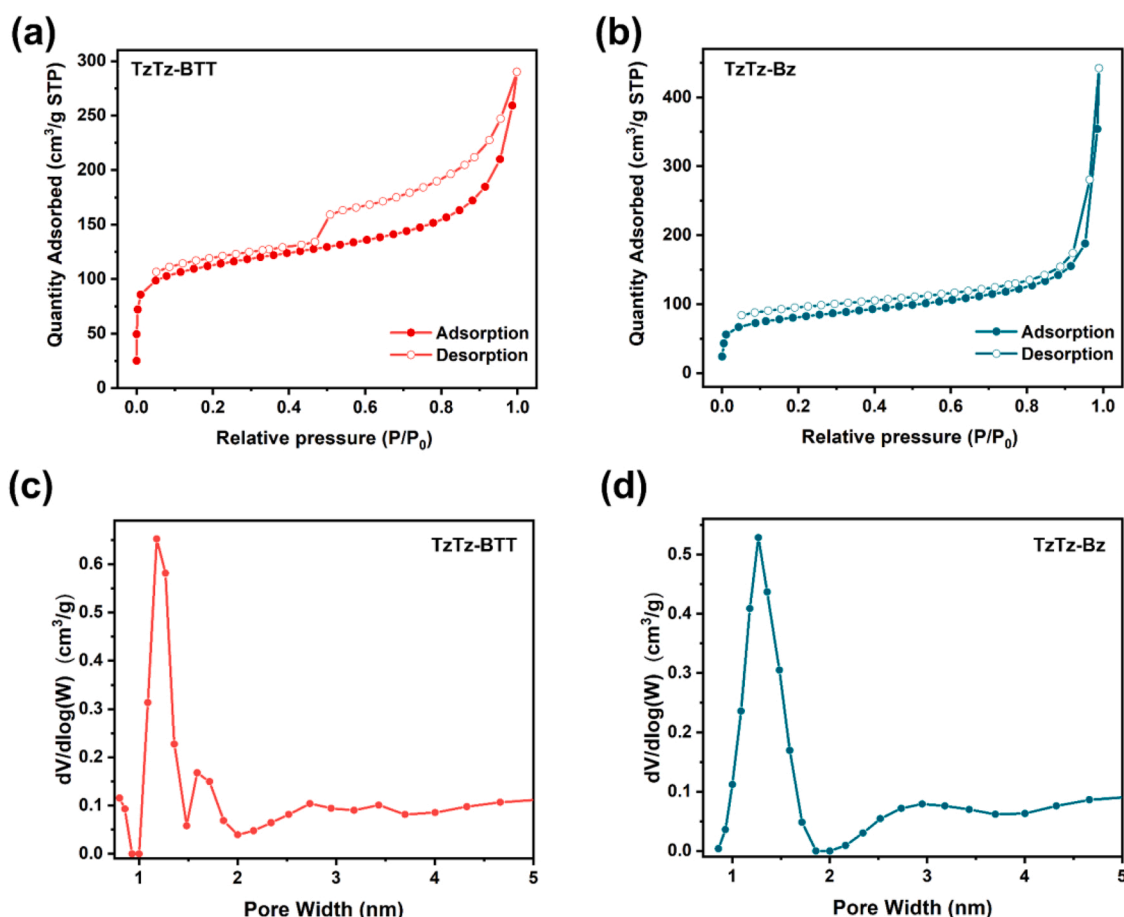 (a)
TzTz-BTT
Quantity Adsorbed (cm³/g STP)
300
250
200
150
100
50
0
Adsorption
Desorption
0.0 0.2 0.4 0.6 0.8 1.0
Relative pressure (P/P₀)
(b)
TzTz-Bz
Quantity Adsorbed (cm³/g STP)
400
300
200
100
0
Adsorption
Desorption
0.0 0.2 0.4 0.6 0.8 1.0
Relative pressure (P/P₀)
(c)
TzTz-BTT
dV/dlog(W) (cm³/g)
0.6
0.5
0.4
0.3
0.2
0.1
0.0
1 2 3 4 5
Pore Width (nm)
(d)
TzTz-Bz
dV/dlog(W) (cm³/g)
0.5
0.4
0.3
0.2
0.1
0.0
1 2 3 4 5
Pore Width (nm)